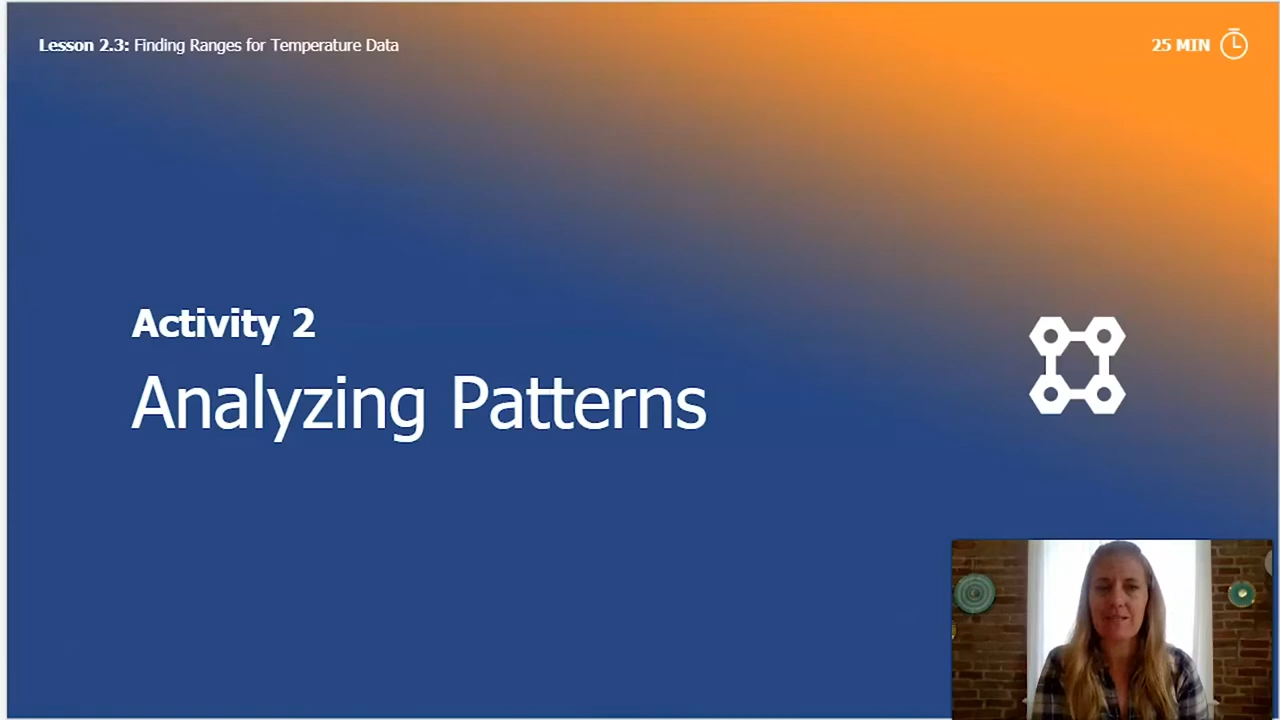 Lesson 2.3: Finding Ranges for Temperature Data
25 MIN
Activity 2
Analyzing Patterns